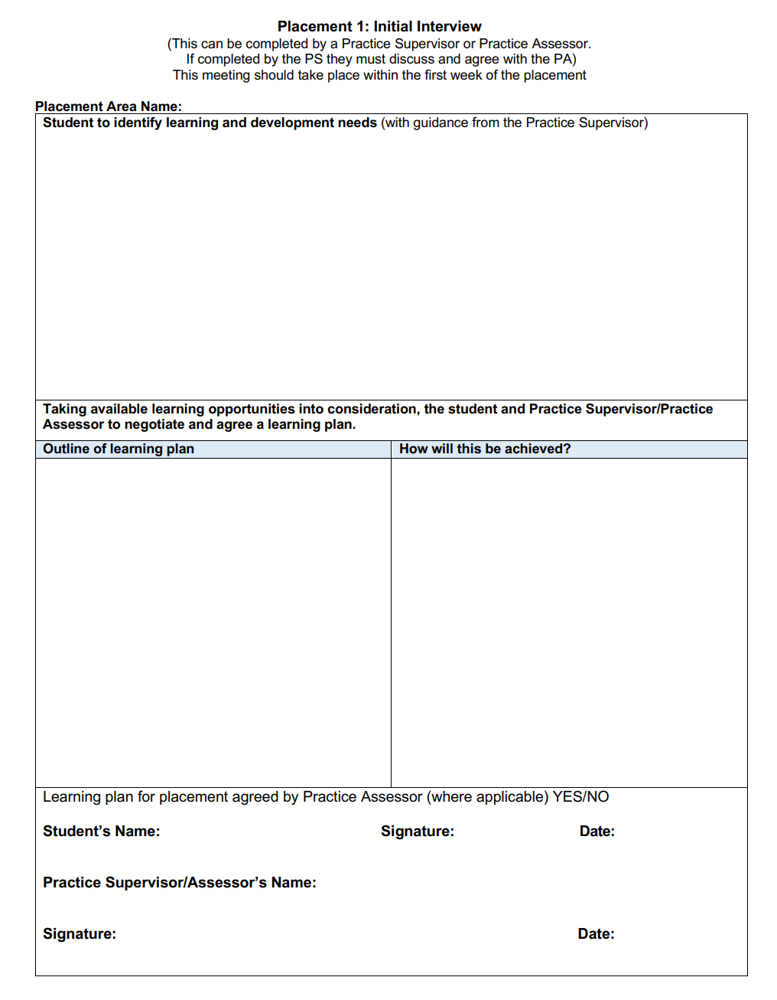 Placement 1: Initial Interview
(This can be completed by a Practice Supervisor or Practice Assessor.
If completed by the PS they must discuss and agree with the PA)
This meeting should take place within the first week of the placement
Placement Area Name:
Student to identify learning and development needs (with guidance from the Practice Supervisor)
Taking available learning opportunities into consideration, the student and Practice Supervisor/Practice
Assessor to negotiate and agree a learning plan.
Outline of learning plan
How will this be achieved?
Learning plan for placement agreed by Practice Assessor (where applicable) YES/NO
Student’s Name: Signature: Date:
Practice Supervisor/Assessor’s Name:
Signature: Date: